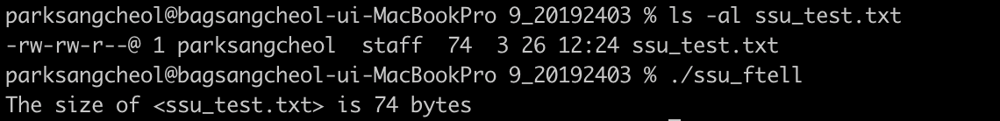 parksangcheol@bagsangcheol-ui-MacBookPro 9_20192403 % ls -al ssu_test.txt
-rw-rw-r--@ 1 parksangcheol  staff  74  3 26 12:24 ssu_test.txt
parksangcheol@bagsangcheol-ui-MacBookPro 9_20192403 % ./ssu_ftell
The size of <ssu_test.txt> is 74 bytes